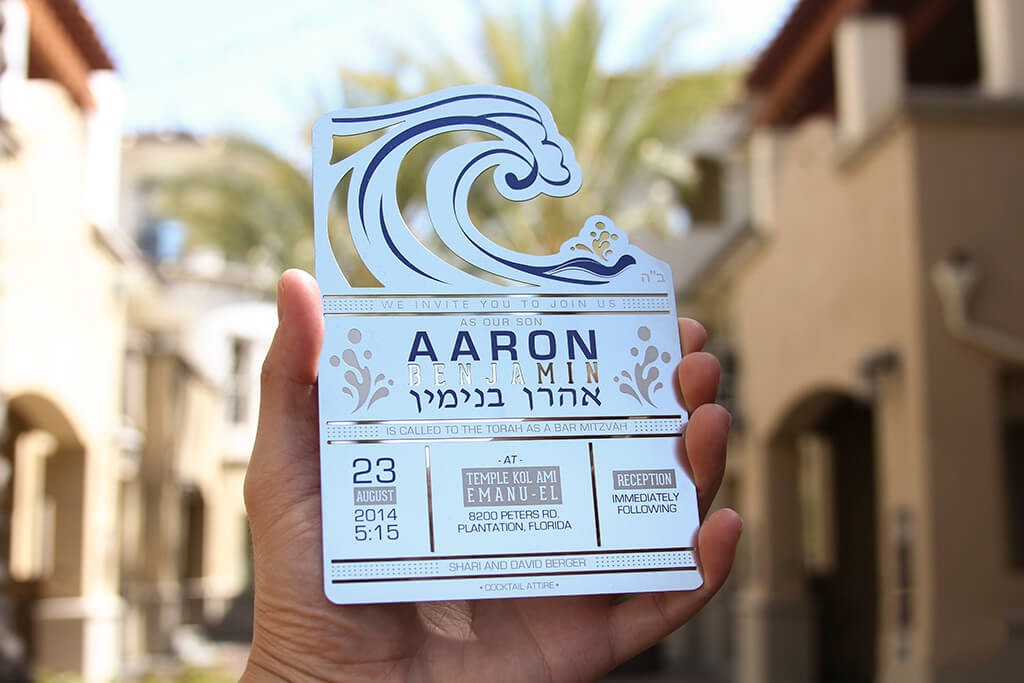 ב"ה
WE INVITE YOU TO JOIN US
AS OUR SON
AARON
BENJAMIN
אהרן בנימין
IS CALLED TO THE TORAH AS A BAR MITZVAH
23
AUGUST
2014
5:15
- AT -
TEMPLE KOL AMI
EMANU-EL
8200 PETERS RD.
PLANTATION, FLORIDA
RECEPTION
IMMEDIATELY
FOLLOWING
SHARI AND DAVID BERGER
• COCKTAIL ATTIRE •